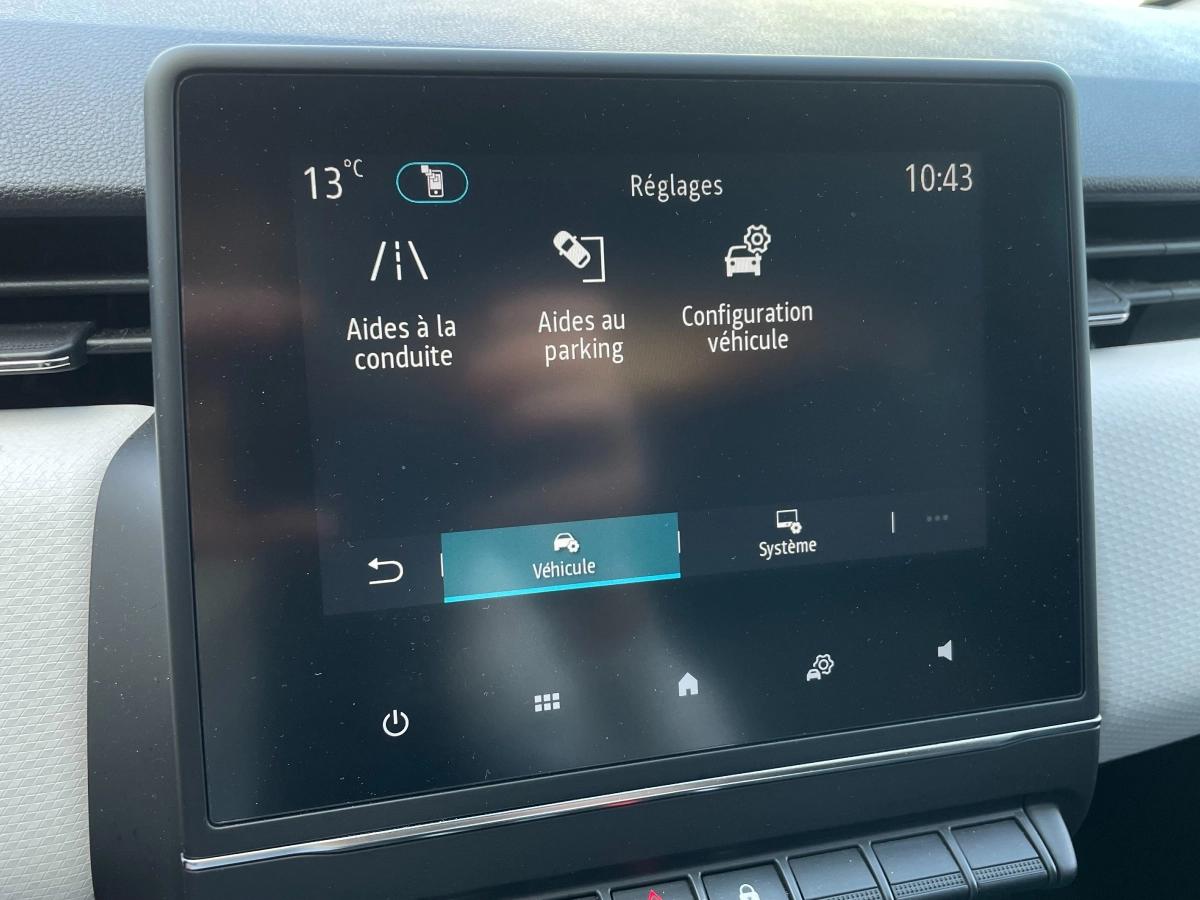 13°C
Réglages
10:43
Aides à la
conduite
Aides au
parking
Configuration
véhicule
Véhicule
Système